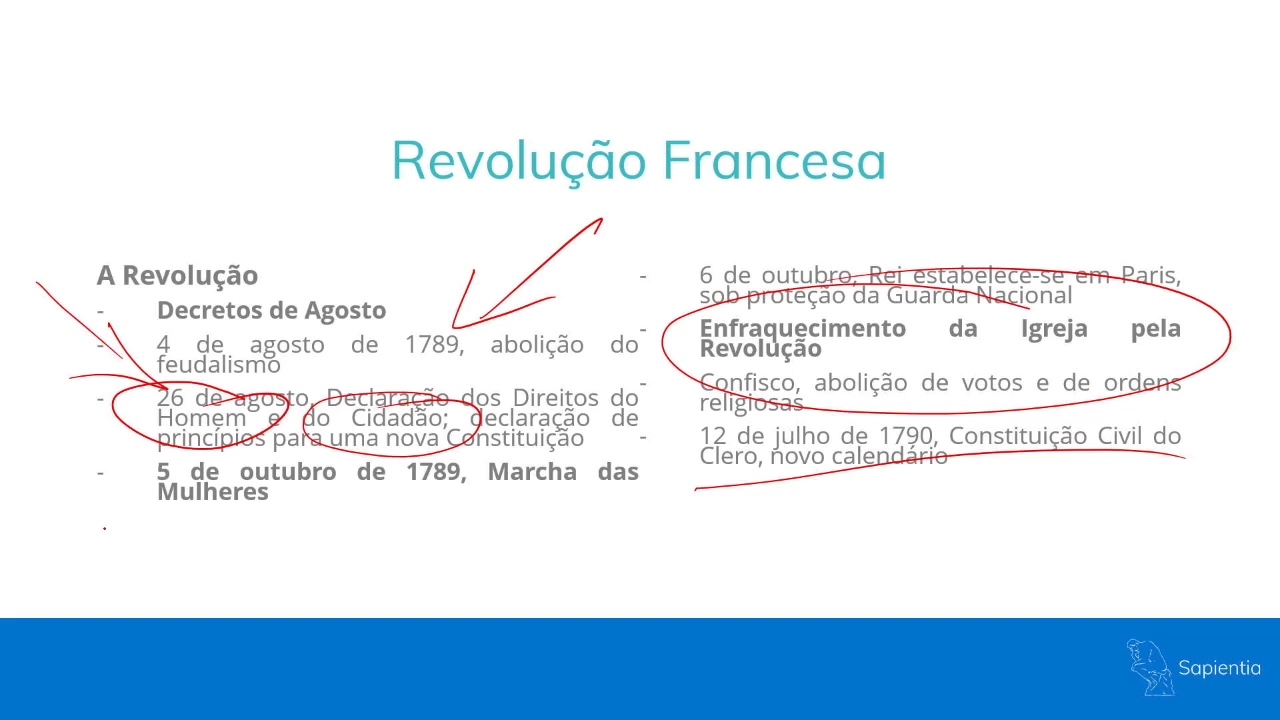 Revolução Francesa
A Revolução
- Decretos de Agosto
- 4 de agosto de 1789, abolição do
feudalismo
- 26 de agosto, Declaração dos Direitos do
Homem e do Cidadão; declaração de
princípios para uma nova Constituição
- 5 de outubro de 1789, Marcha das
Mulheres
- 6 de outubro, Rei estabelece-se em Paris,
sob proteção da Guarda Nacional
- Enfraquecimento da Igreja pela
Revolução
- Confisco, abolição de votos e de ordens
religiosas
- 12 de julho de 1790, Constituição Civil do
Clero, novo calendário
Sapientia